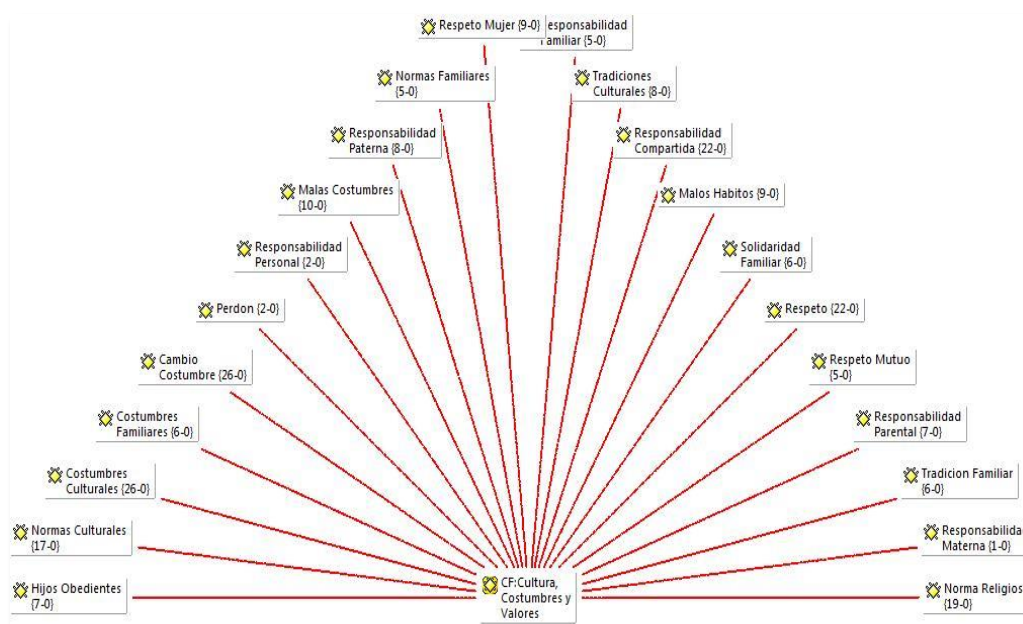 Respeto Mujer {9-0}
esponsabilidad
amiliar {5-0}
Normas Familiares
{5-0}
Tradiciones
Culturales {8-0}
Responsabilidad
Paterna {8-0}
Responsabilidad
Compartida {22-0}
Malas Costumbres
{10-0}
Malos Habitos {9-0}
Responsabilidad
Personal {2-0}
Solidaridad
Familiar {6-0}
Perdon {2-0}
Respeto {22-0}
Cambio
Costumbre {26-0}
Respeto Mutuo
{5-0}
Costumbres
Familiares {6-0}
Responsabilidad
Parental {7-0}
Costumbres
Culturales {26-0}
Tradicion Familiar
{6-0}
Normas Culturales
{17-0}
Responsabilida
Materna {1-0}
Hijos Obedientes
{7-0}
CF:Cultura,
Costumbres y
Valores
Norma Religios
{19-0}